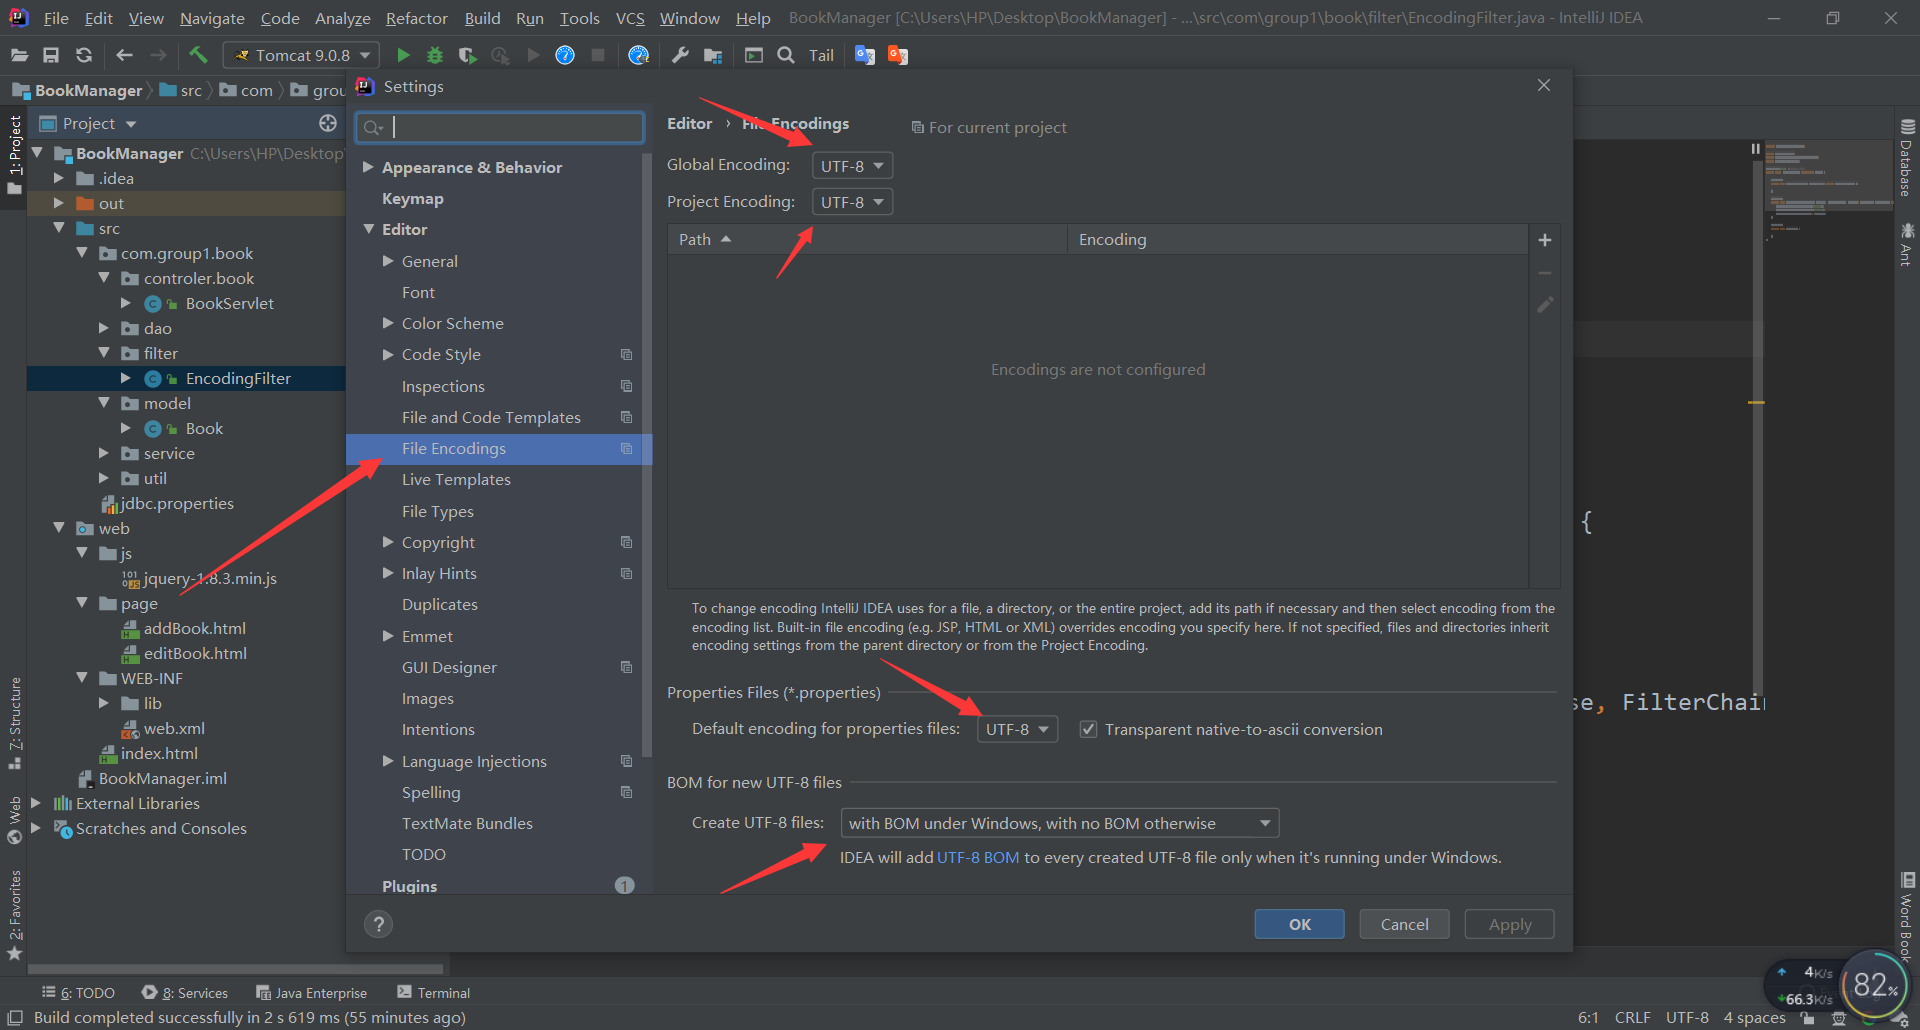 File Edit View Navigate Code Analyze Refactor Build Run Tools VCS Window Help BookManager [C:\Users\HP\Desktop\BookManager] - ...\src\com\group1\book\filter\EncodingFilter.java - IntelliJ IDEA
Tomcat 9.0.8 Tail
BookManager src com grou
Settings
1: Project
Project
BookManager C:\Users\HP\Desktop\
.idea
out
src
com.group1.book
controler.book
BookServlet
dao
filter
EncodingFilter
model
Book
service
util
jdbc.properties
web
js
jquery-1.8.3.min.js
page
addBook.html
editBook.html
WEB-INF
lib
web.xml
index.html
BookManager.iml
External Libraries
Scratches and Consoles
7: Structure
Web
2: Favorites
Appearance & Behavior
Keymap
Editor
General
Font
Color Scheme
Code Style
Inspections
File and Code Templates
File Encodings
Live Templates
File Types
Copyright
Inlay Hints
Duplicates
Emmet
GUI Designer
Images
Intentions
Language Injections
Spelling
TextMate Bundles
TODO
Plugins 1
Editor › File Encodings For current project
Global Encoding: UTF-8
Project Encoding: UTF-8
Path Encoding
Encodings are not configured
To change encoding IntelliJ IDEA uses for a file, a directory, or the entire project, add its path if necessary and then select encoding from the
encoding list. Built-in file encoding (e.g. JSP, HTML or XML) overrides encoding you specify here. If not specified, files and directories inherit
encoding settings from the parent directory or from the Project Encoding.
Properties Files (*.properties)
Default encoding for properties files: UTF-8 Transparent native-to-ascii conversion
BOM for new UTF-8 files
Create UTF-8 files: with BOM under Windows, with no BOM otherwise
IDEA will add UTF-8 BOM to every created UTF-8 file only when it's running under Windows.
? OK Cancel Apply
{
se, FilterChai
Database
Ant
Word Book
4K/s
66.3K/s
82%
6: TODO 8: Services Java Enterprise Terminal
Build completed successfully in 2 s 619 ms (55 minutes ago) 6:1 CRLF UTF-8 4 spaces